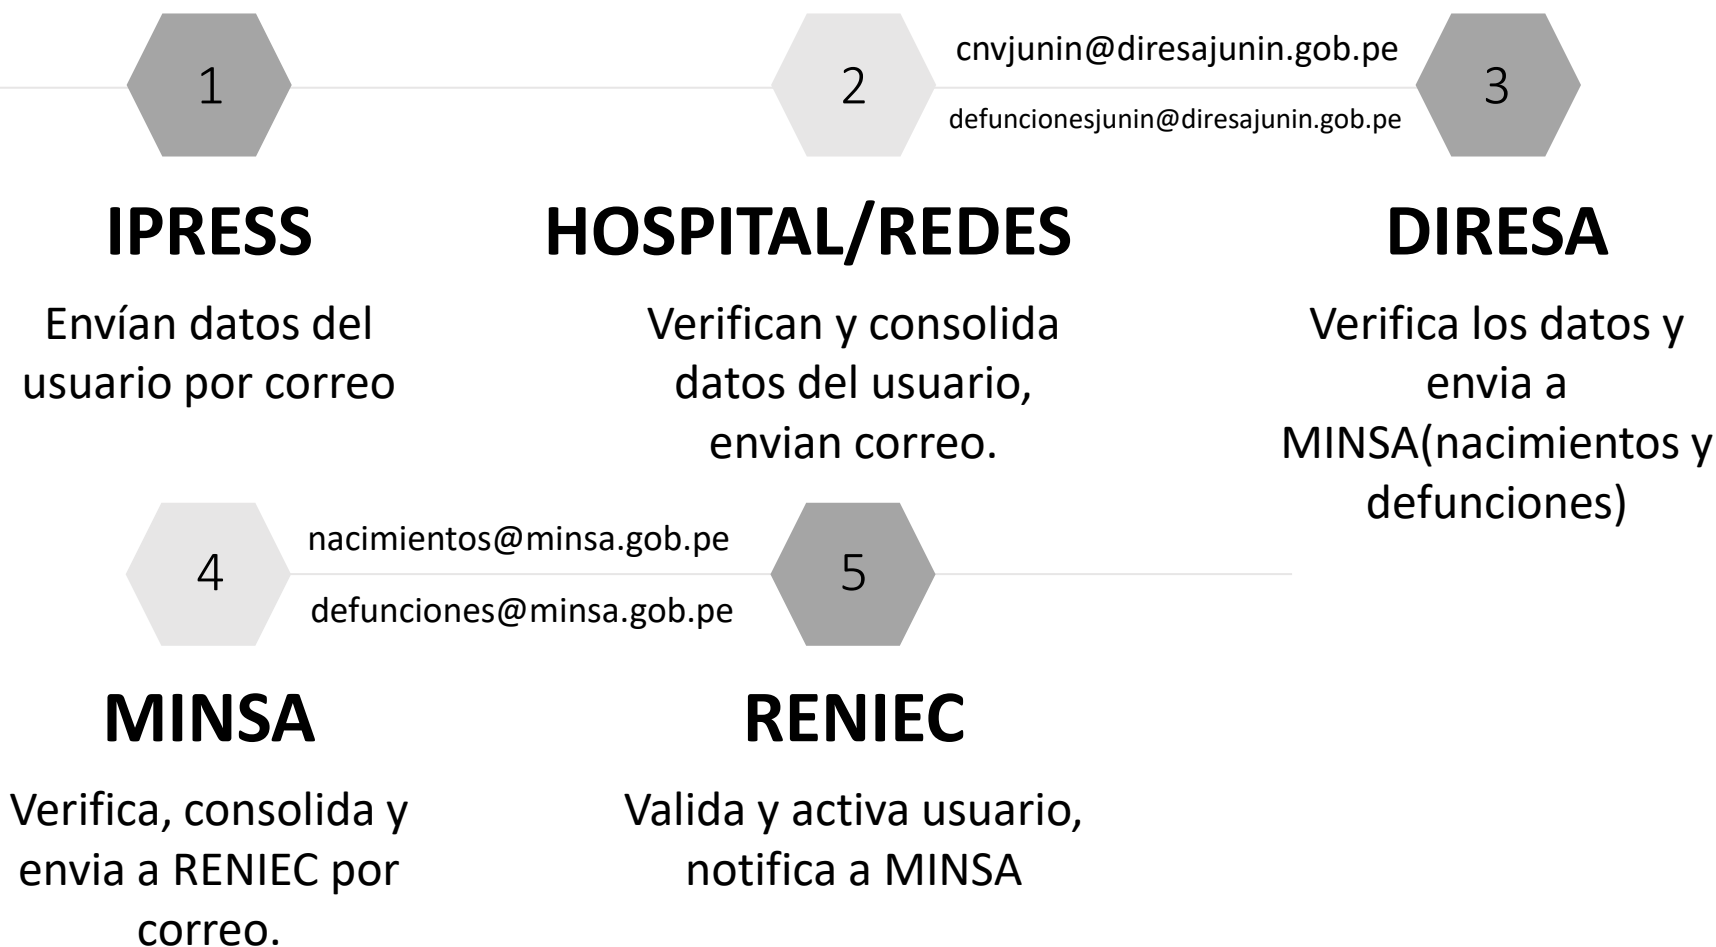 1
2
cnvjunin@diresajunin.gob.pe
defuncionesjunin@diresajunin.gob.pe
3
IPRESS
Envían datos del
usuario por correo
HOSPITAL/REDES
Verifican y consolida
datos del usuario,
envian correo.
DIRESA
Verifica los datos y
envia a
MINSA(nacimientos y
defunciones)
4
nacimientos@minsa.gob.pe
defunciones@minsa.gob.pe
5
MINSA
Verifica, consolida y
envia a RENIEC por
correo.
RENIEC
Valida y activa usuario,
notifica a MINSA